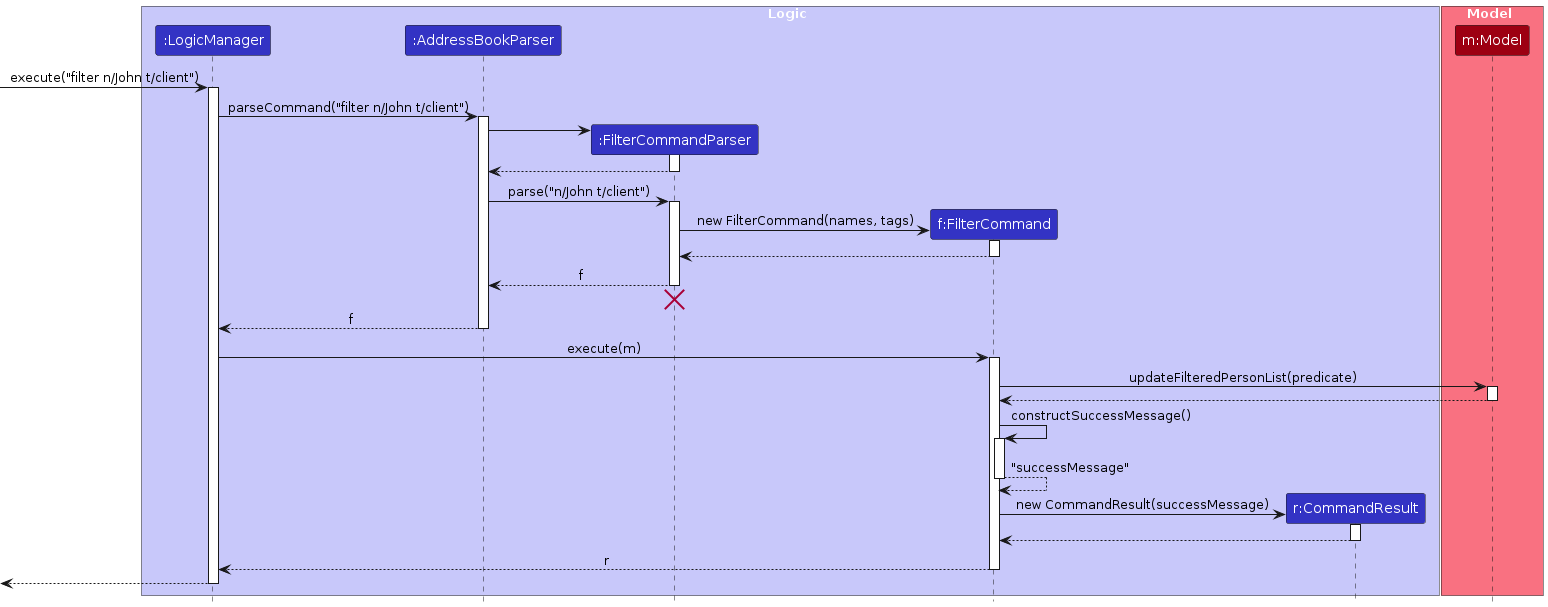 Logic
Model
:LogicManager
:AddressBookParser
m:Model
execute("filter n/John t/client")
parseCommand("filter n/John t/client")
:FilterCommandParser
parse("n/John t/client")
new FilterCommand(names, tags)
f:FilterCommand
f
f
execute(m)
updateFilteredPersonList(predicate)
constructSuccessMessage()
"successMessage"
new CommandResult(successMessage)
r:CommandResult
r